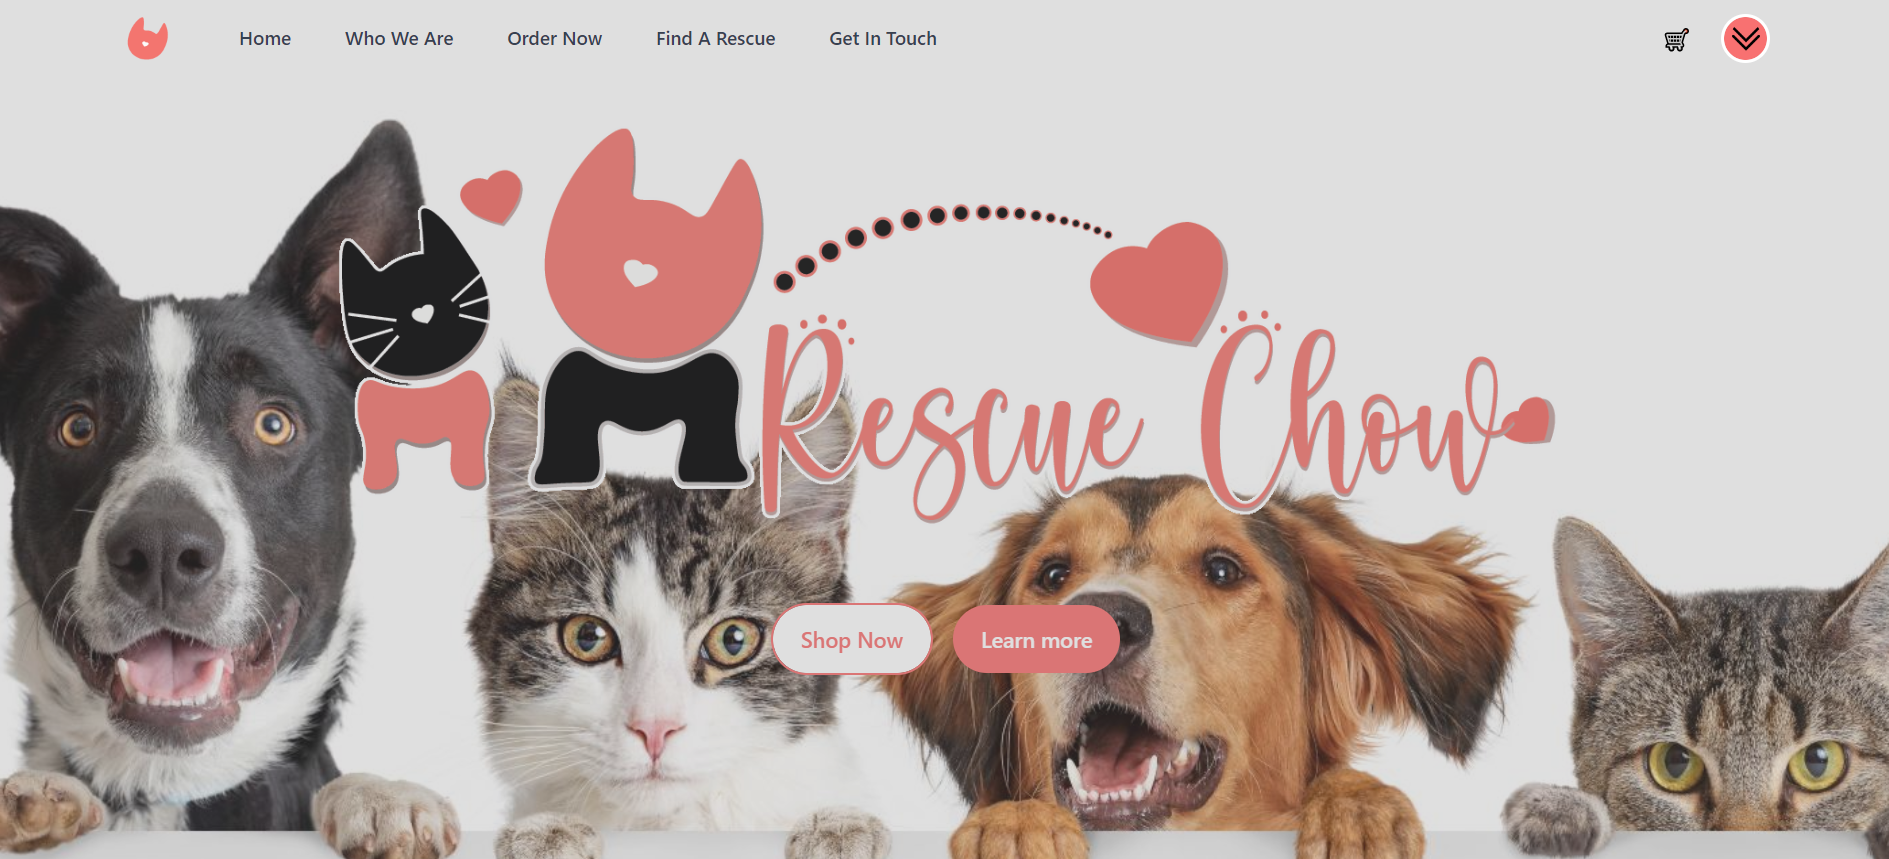 Home
Who We Are
Order Now
Find A Rescue
Get In Touch
Rescue Chow
Shop Now
Learn more